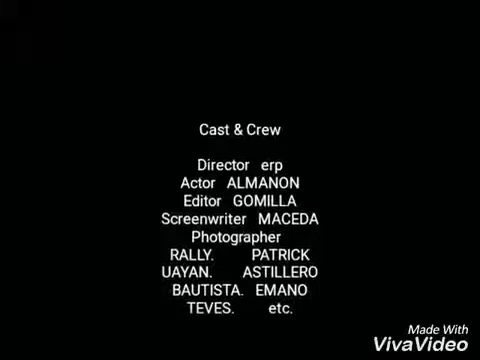 Cast & Crew
Director erp
Actor ALMANON
Editor GOMILLA
Screenwriter MACEDA
Photographer
RALLY. PATRICK
UAYAN. ASTILLERO
BAUTISTA. EMANO
TEVES. etc.
Made With
VivaVideo